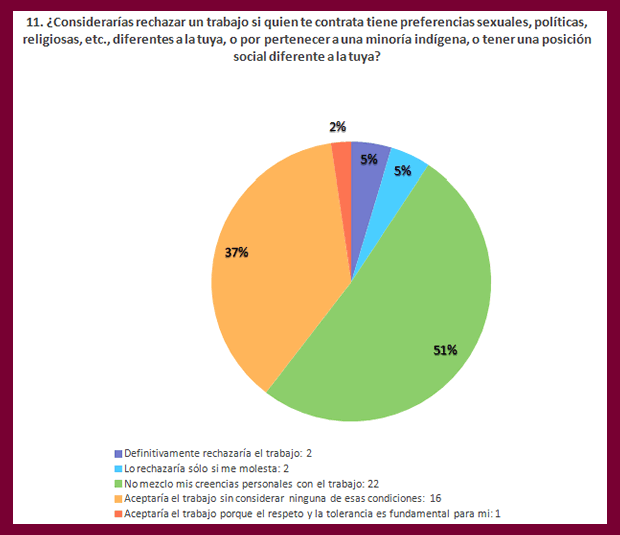 11. ¿Considerarías rechazar un trabajo si quien te contrata tiene preferencias sexuales, políticas,
religiosas, etc., diferentes a la tuya, o por pertenecer a una minoría indígena, o tener una posición
social diferente a la tuya?
2%
5%
5%
37%
51%
Definitivamente rechazaría el trabajo: 2
Lo rechazaría sólo si me molesta: 2
No mezclo mis creencias personales con el trabajo: 22
Aceptaría el trabajo sin considerar ninguna de esas condiciones: 16
Aceptaría el trabajo porque el respeto y la tolerancia es fundamental para mi: 1